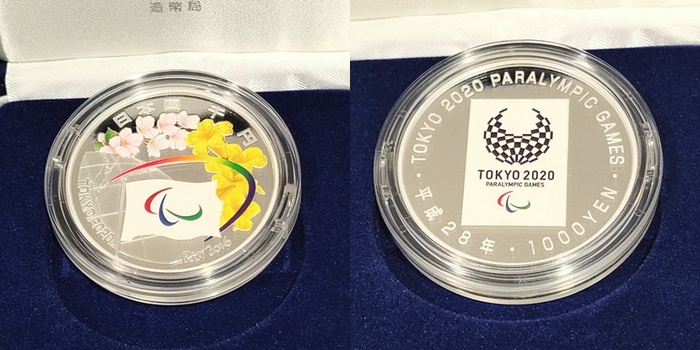 造幣局
日本国 千円
TOKYO 2020
Rio 2016
TOKYO 2020 PARALYMPIC GAMES
TOKYO 2020
PARALYMPIC GAMES
平成28年・1000YEN